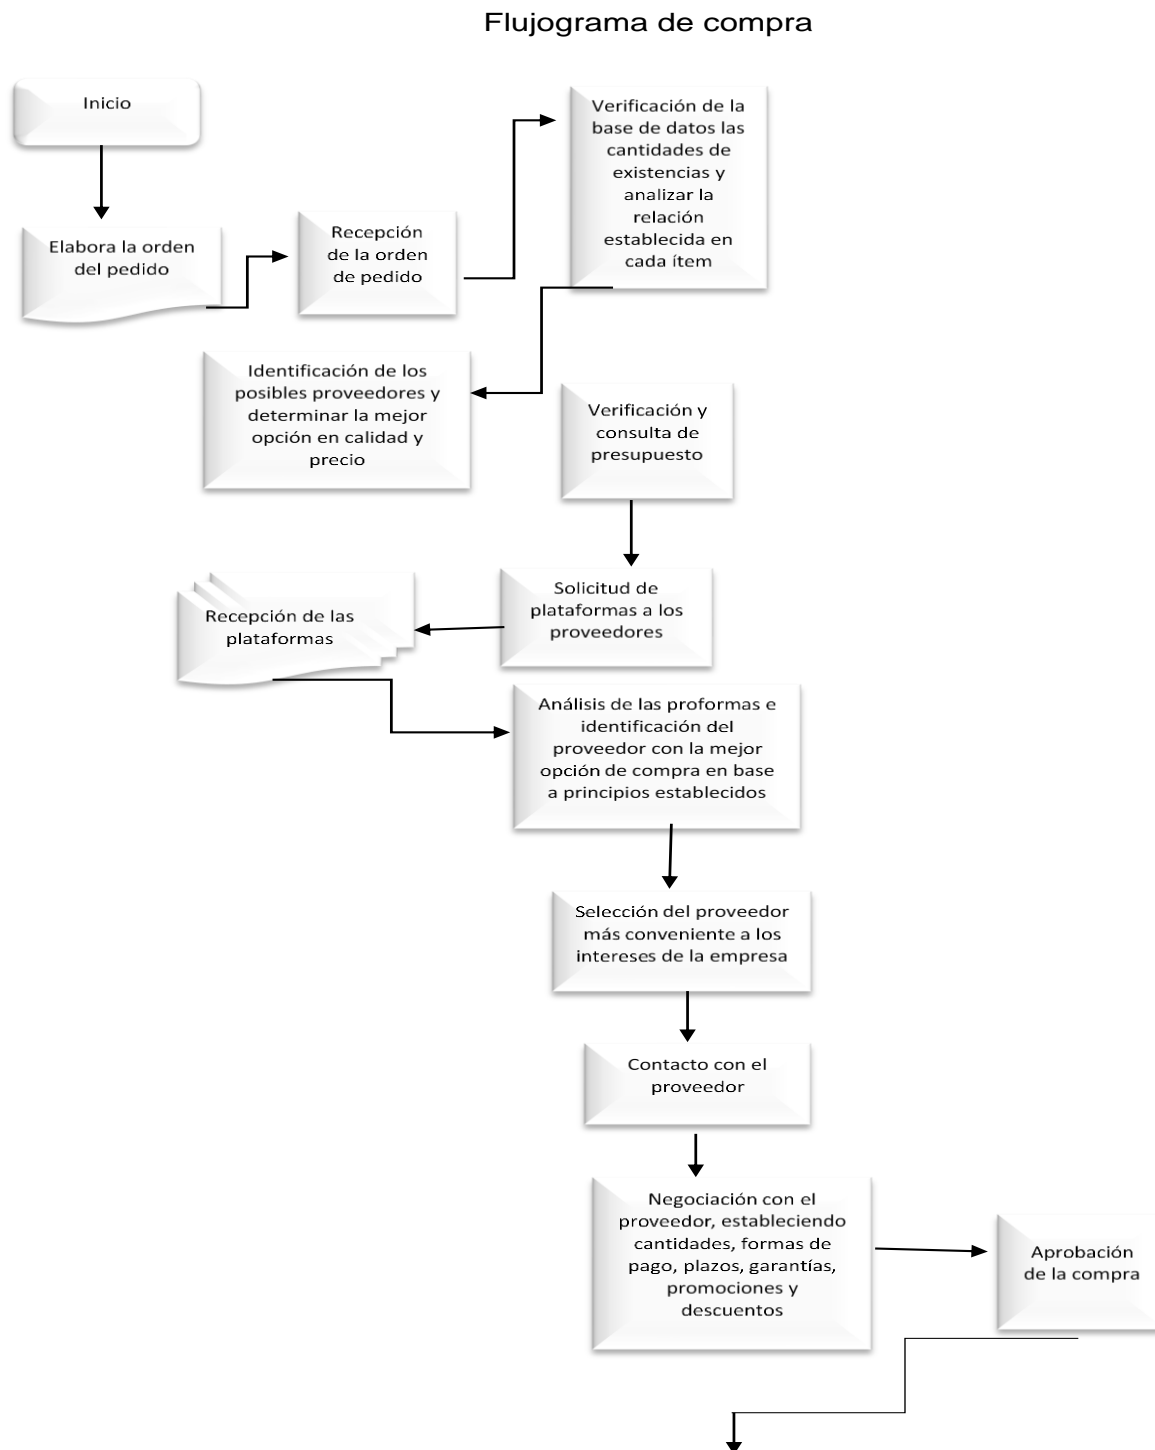 Flujograma de compra
Inicio
Elabora la orden
del pedido
Recepción
de la orden
de pedido
Verificación de la
base de datos las
cantidades de
existencias y
analizar la
relación
establecida en
cada ítem
Identificación de los
posibles proveedores y
determinar la mejor
opción en calidad y
precio
Verificación y
consulta de
presupuesto
Solicitud de
plataformas a los
proveedores
Recepción de las
plataformas
Análisis de las proformas e
identificación del
proveedor con la mejor
opción de compra en base
a principios establecidos
Selección del proveedor
más conveniente a los
intereses de la empresa
Contacto con el
proveedor
Negociación con el
proveedor, estableciendo
cantidades, formas de
pago, plazos, garantías,
promociones y
descuentos
Aprobación
de la compra